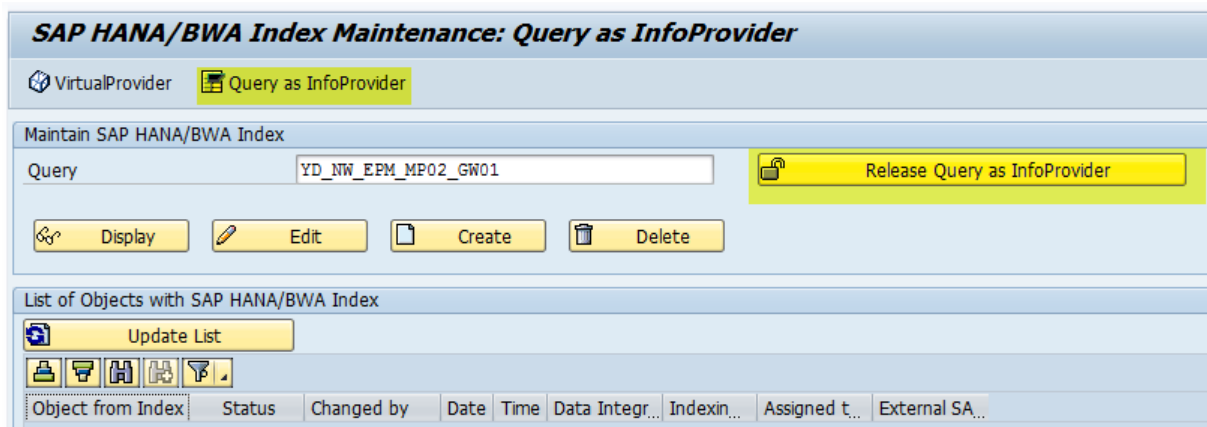 SAP HANA/BWA Index Maintenance: Query as InfoProvider
VirtualProvider Query as InfoProvider
Maintain SAP HANA/BWA Index
Query YD_NW_EPM_MP02_GW01 Release Query as InfoProvider
Display Edit Create Delete
List of Objects with SAP HANA/BWA Index
Update List
Object from Index Status Changed by Date Time Data Integr... Indexin... Assigned t... External SA...